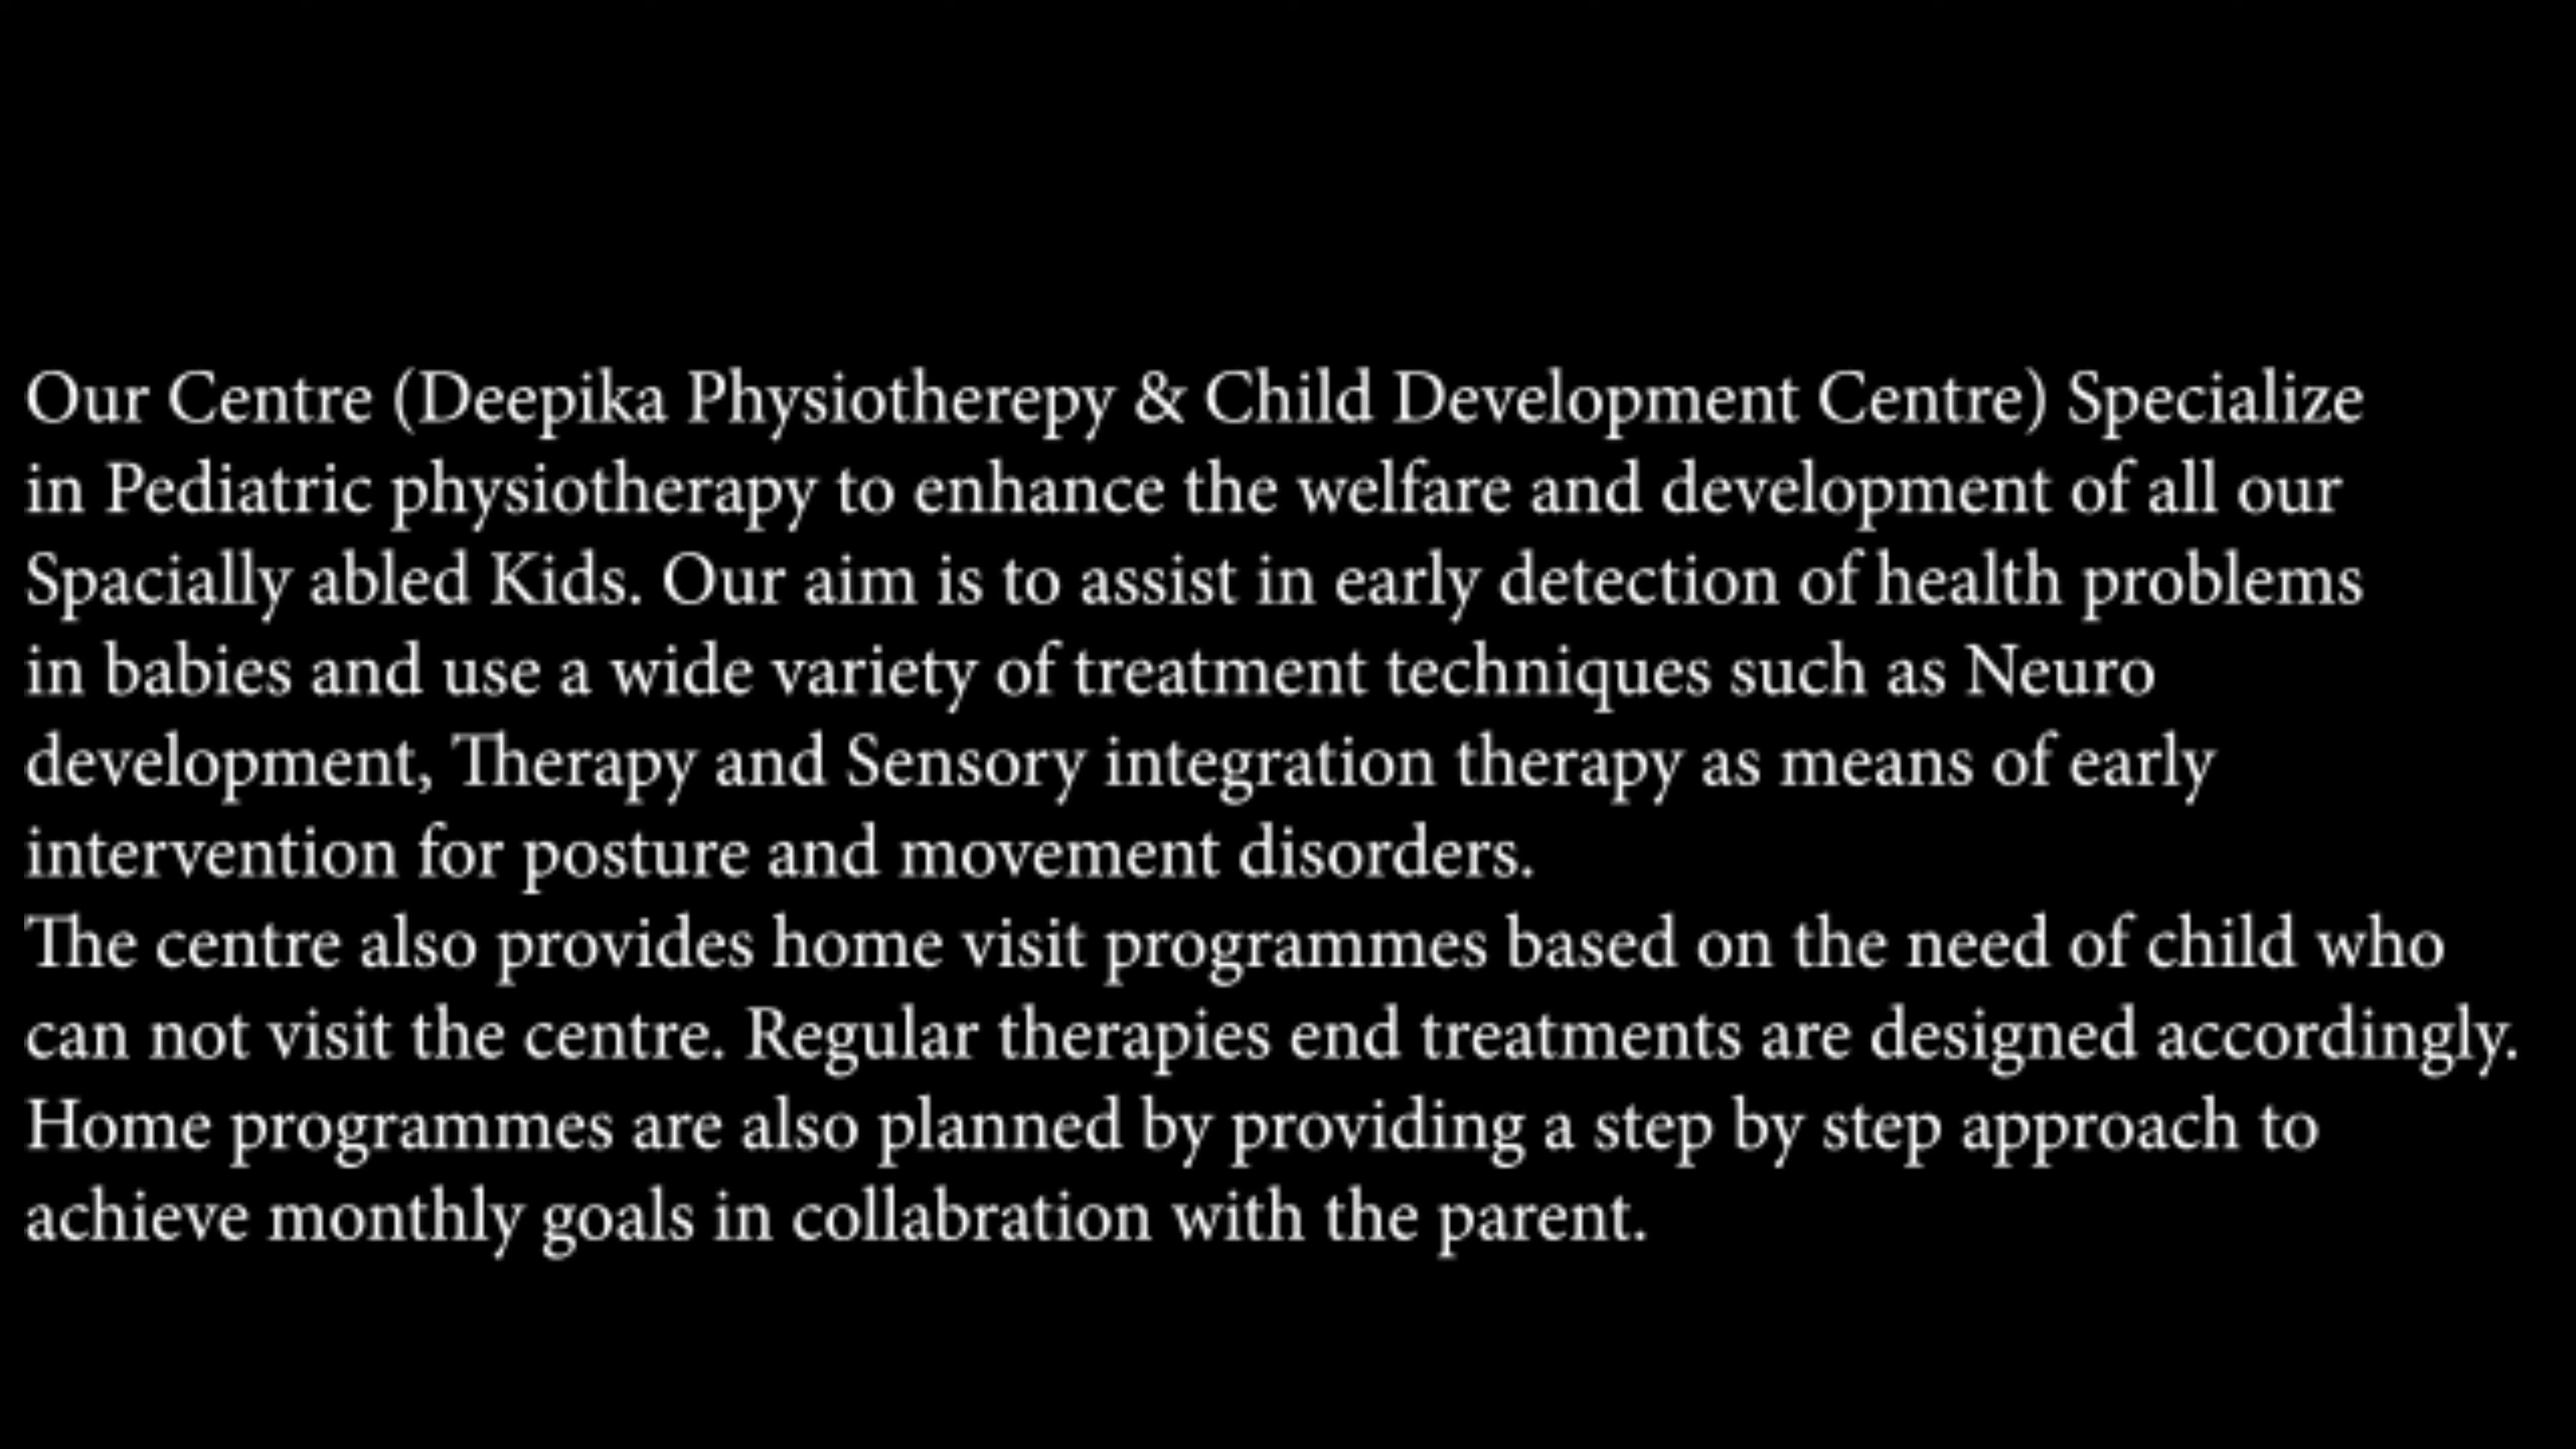 Our Centre (Deepika Physiotherepy & Child Development Centre) Specialize
in Pediatric physiotherapy to enhance the welfare and development of all our
Spacially abled Kids. Our aim is to assist in early detection of health problems
in babies and use a wide variety of treatment techniques such as Neuro
development, Therapy and Sensory integration therapy as means of early
intervention for posture and movement disorders.
The centre also provides home visit programmes based on the need of child who
can not visit the centre. Regular therapies end treatments are designed accordingly.
Home programmes are also planned by providing a step by step approach to
achieve monthly goals in collabration with the parent.